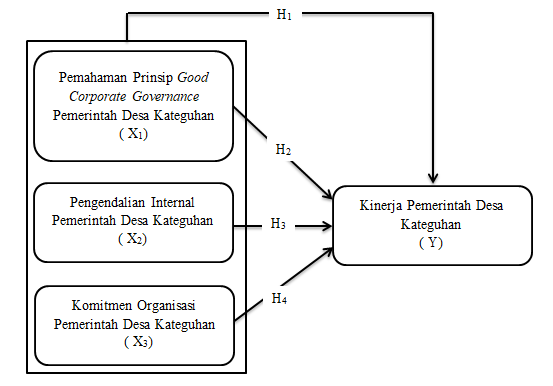 H1
Pemahaman Prinsip Good
Corporate Governance
Pemerintah Desa Kateguhan
( X1)
H2
Pengendalian Internal
Pemerintah Desa Kateguhan
( X2)
H3
Kinerja Pemerintah Desa
Kateguhan
( Y)
H4
Komitmen Organisasi
Pemerintah Desa Kateguhan
( X3)